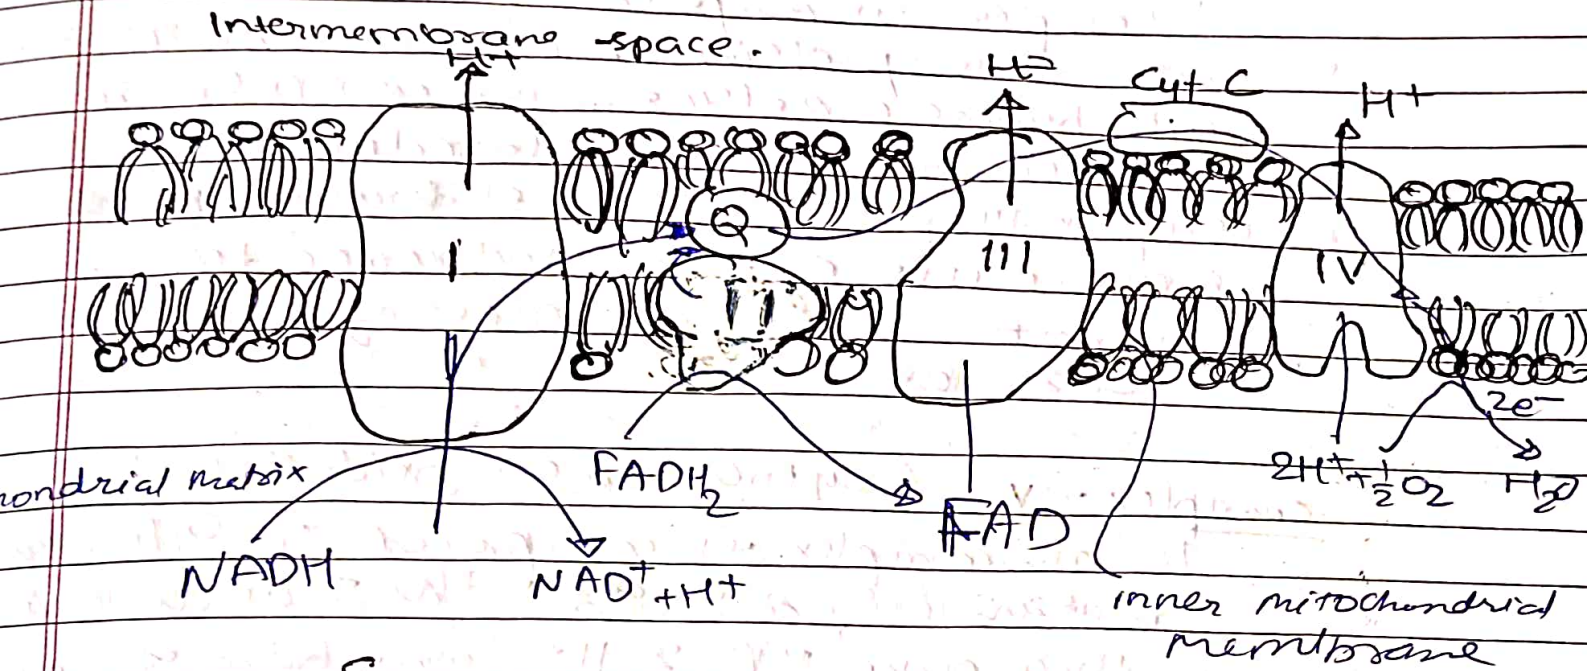 Intermembrane space.
H+
H+
Cyt C
H+
Q
I
II
III
IV
2e-
FADH2
2H+ + 1/2 O2
H2O
ondrial matrix
FAD
NADH
NAD+ + H+
inner mitochondrial
membrane